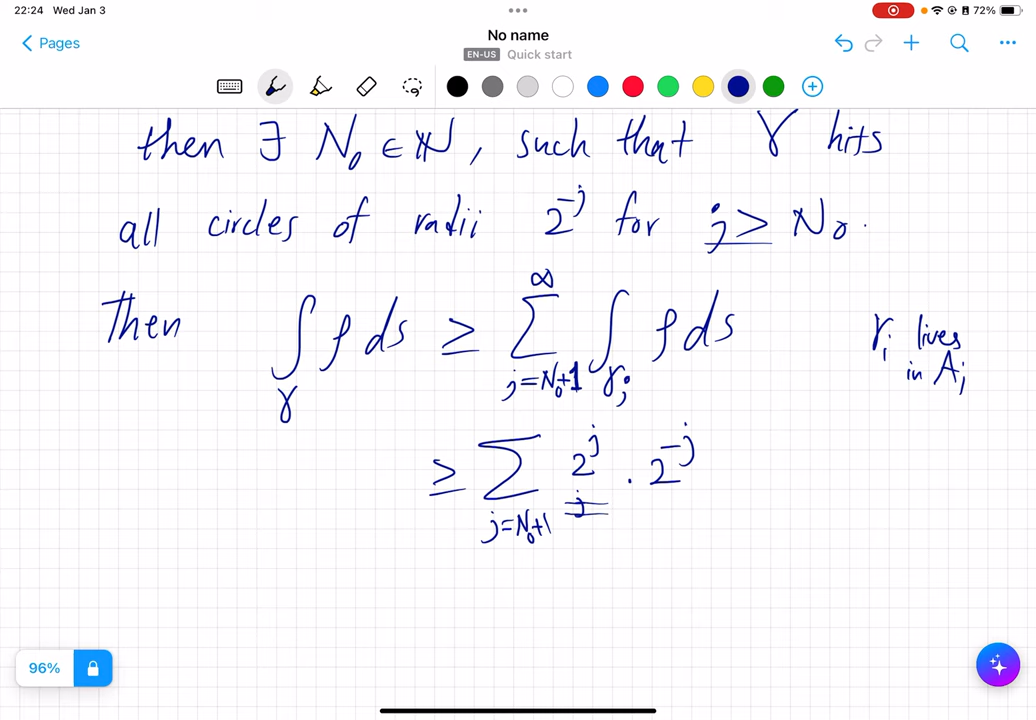 22:24 Wed Jan 3
72%
Pages
No name
EN-US Quick start
then ∃ N₀ ∈ ℕ, such that γ hits
all circles of radii 2^{-j} for j ≥ N₀.
Then ∫_γ ρ ds ≥ ∑_{j=N₀+1}^{∞} ∫_{γ_j} ρ ds
γ_j lives
in A_j
≥ ∑_{j=N₀+1} 2^j/j · 2^{-j}
96%